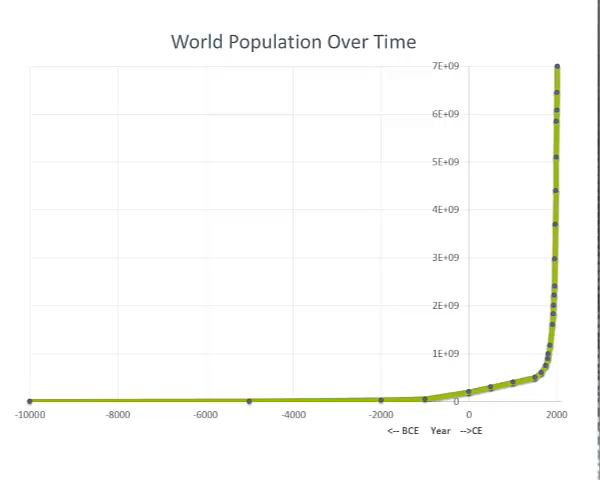 World Population Over Time
7E+09
6E+09
5E+09
4E+09
3E+09
2E+09
1E+09
0
-10000 -8000 -6000 -4000 -2000 0 2000
<-- BCE Year -->CE